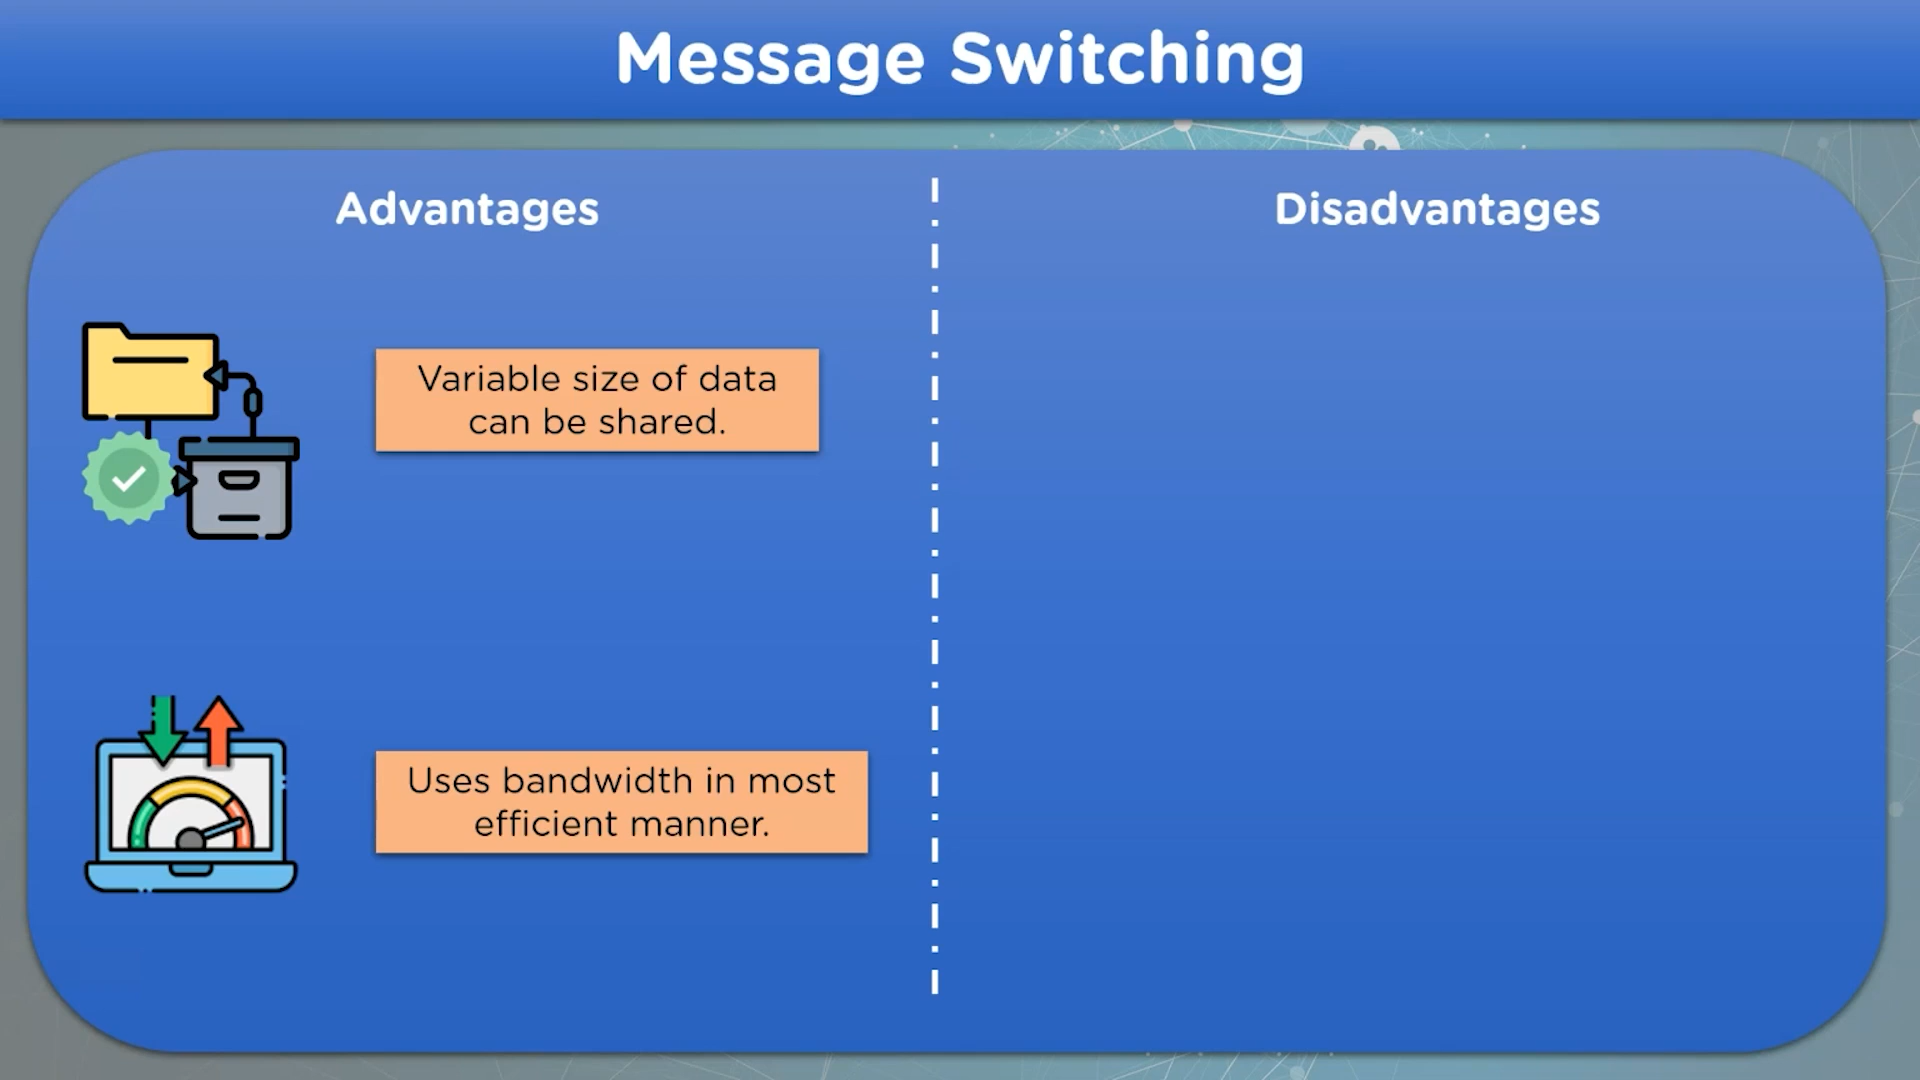 Message Switching
Advantages
Disadvantages
Variable size of data
can be shared.
Uses bandwidth in most
efficient manner.